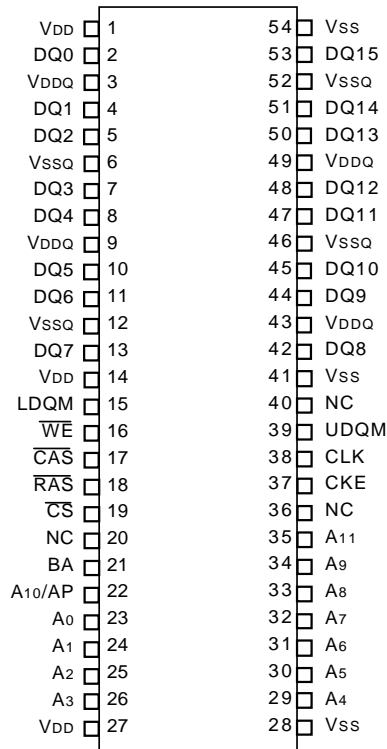 VDD 1 54 VSS
DQ0 2 53 DQ15
VDDQ 3 52 VSSQ
DQ1 4 51 DQ14
DQ2 5 50 DQ13
VSSQ 6 49 VDDQ
DQ3 7 48 DQ12
DQ4 8 47 DQ11
VDDQ 9 46 VSSQ
DQ5 10 45 DQ10
DQ6 11 44 DQ9
VSSQ 12 43 VDDQ
DQ7 13 42 DQ8
VDD 14 41 VSS
LDQM 15 40 NC
W̅E̅ 16 39 UDQM
C̅A̅S̅ 17 38 CLK
R̅A̅S̅ 18 37 CKE
C̅S̅ 19 36 NC
NC 20 35 A11
BA 21 34 A9
A10/AP 22 33 A8
A0 23 32 A7
A1 24 31 A6
A2 25 30 A5
A3 26 29 A4
VDD 27 28 VSS